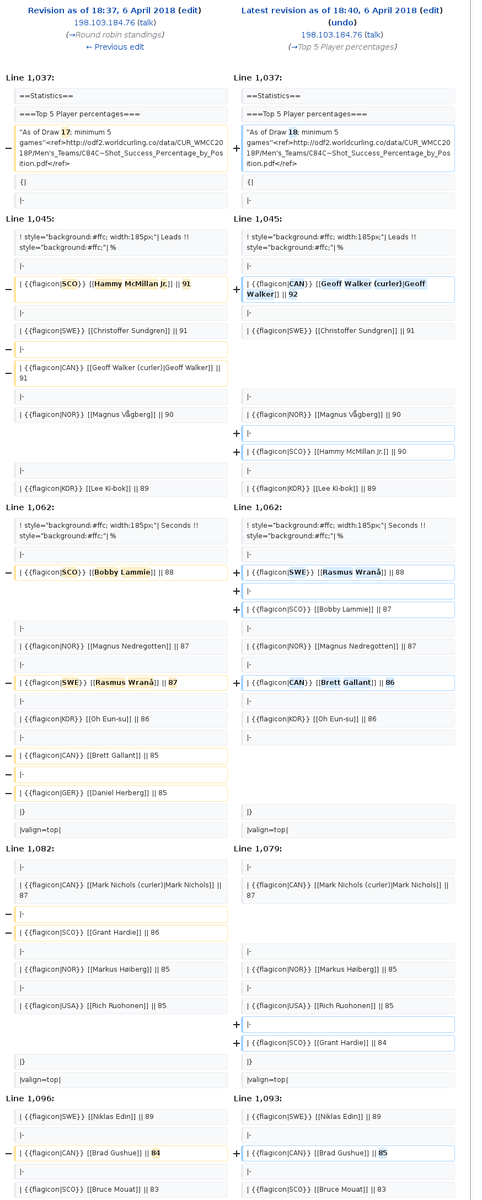 Revision as of 18:37, 6 April 2018 (edit)
198.103.184.76 (talk)
(→Round robin standings)
← Previous edit
Latest revision as of 18:40, 6 April 2018 (edit)
(undo)
198.103.184.76 (talk)
(→Top 5 Player percentages)
Line 1,037:
Line 1,037:
==Statistics==
==Statistics==
===Top 5 Player percentages===
===Top 5 Player percentages===
− "As of Draw 17; minimum 5
games"<ref>http://odf2.worldcurling.co/data/CUR_WMCC20
18P/Men's_Teams/C84C~Shot_Success_Percentage_by_Pos
ition.pdf</ref>
+ "As of Draw 18; minimum 5
games"<ref>http://odf2.worldcurling.co/data/CUR_WMCC20
18P/Men's_Teams/C84C~Shot_Success_Percentage_by_Pos
ition.pdf</ref>
{|
{|
|-
|-
Line 1,045:
Line 1,045:
! style="background:#ffc; width:185px;"| Leads !!
style="background:#ffc;"| %
! style="background:#ffc; width:185px;"| Leads !!
style="background:#ffc;"| %
|-
|-
− | {{flagicon|SCO}} [[Hammy McMillan Jr.]] || 91
+ | {{flagicon|CAN}} [[Geoff Walker (curler)|Geoff
Walker]] || 92
|-
|-
| {{flagicon|SWE}} [[Christoffer Sundgren]] || 91
| {{flagicon|SWE}} [[Christoffer Sundgren]] || 91
− |-
− | {{flagicon|CAN}} [[Geoff Walker (curler)|Geoff Walker]] ||
91
|-
|-
| {{flagicon|NOR}} [[Magnus Vågberg]] || 90
| {{flagicon|NOR}} [[Magnus Vågberg]] || 90
+ |-
+ | {{flagicon|SCO}} [[Hammy McMillan Jr.]] || 90
|-
|-
| {{flagicon|KOR}} [[Lee Ki-bok]] || 89
| {{flagicon|KOR}} [[Lee Ki-bok]] || 89
Line 1,062:
Line 1,062:
! style="background:#ffc; width:185px;"| Seconds !!
style="background:#ffc;"| %
! style="background:#ffc; width:185px;"| Seconds !!
style="background:#ffc;"| %
|-
|-
− | {{flagicon|SCO}} [[Bobby Lammie]] || 88
+ | {{flagicon|SWE}} [[Rasmus Wranå]] || 88
+ |-
+ | {{flagicon|SCO}} [[Bobby Lammie]] || 87
|-
|-
| {{flagicon|NOR}} [[Magnus Nedregotten]] || 87
| {{flagicon|NOR}} [[Magnus Nedregotten]] || 87
|-
|-
− | {{flagicon|SWE}} [[Rasmus Wranå]] || 87
+ | {{flagicon|CAN}} [[Brett Gallant]] || 86
|-
|-
| {{flagicon|KOR}} [[Oh Eun-su]] || 86
| {{flagicon|KOR}} [[Oh Eun-su]] || 86
|-
|-
− | {{flagicon|CAN}} [[Brett Gallant]] || 85
− |-
− | {{flagicon|GER}} [[Daniel Herberg]] || 85
|}
|}
|valign=top|
|valign=top|
Line 1,082:
Line 1,079:
|-
|-
| {{flagicon|CAN}} [[Mark Nichols (curler)|Mark Nichols]] ||
87
| {{flagicon|CAN}} [[Mark Nichols (curler)|Mark Nichols]] ||
87
− |-
− | {{flagicon|SCO}} [[Grant Hardie]] || 86
|-
|-
| {{flagicon|NOR}} [[Markus Høiberg]] || 85
| {{flagicon|NOR}} [[Markus Høiberg]] || 85
|-
|-
| {{flagicon|USA}} [[Rich Ruohonen]] || 85
| {{flagicon|USA}} [[Rich Ruohonen]] || 85
+ |-
+ | {{flagicon|SCO}} [[Grant Hardie]] || 84
|}
|}
|valign=top|
|valign=top|
Line 1,096:
Line 1,093:
| {{flagicon|SWE}} [[Niklas Edin]] || 89
| {{flagicon|SWE}} [[Niklas Edin]] || 89
|-
|-
− | {{flagicon|CAN}} [[Brad Gushue]] || 84
+ | {{flagicon|CAN}} [[Brad Gushue]] || 85
|-
|-
| {{flagicon|SCO}} [[Bruce Mouat]] || 83
| {{flagicon|SCO}} [[Bruce Mouat]] || 83